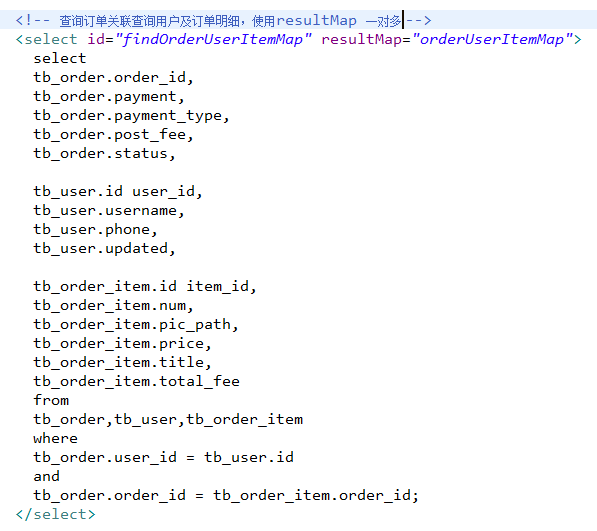 <!-- 查询订单关联查询用户及订单明细，使用resultMap 一对多-->
<select id="findOrderUserItemMap" resultMap="orderUserItemMap">
select
tb_order.order_id,
tb_order.payment,
tb_order.payment_type,
tb_order.post_fee,
tb_order.status,
tb_user.id user_id,
tb_user.username,
tb_user.phone,
tb_user.updated,
tb_order_item.id item_id,
tb_order_item.num,
tb_order_item.pic_path,
tb_order_item.price,
tb_order_item.title,
tb_order_item.total_fee
from
tb_order,tb_user,tb_order_item
where
tb_order.user_id = tb_user.id
and
tb_order.order_id = tb_order_item.order_id;
</select>